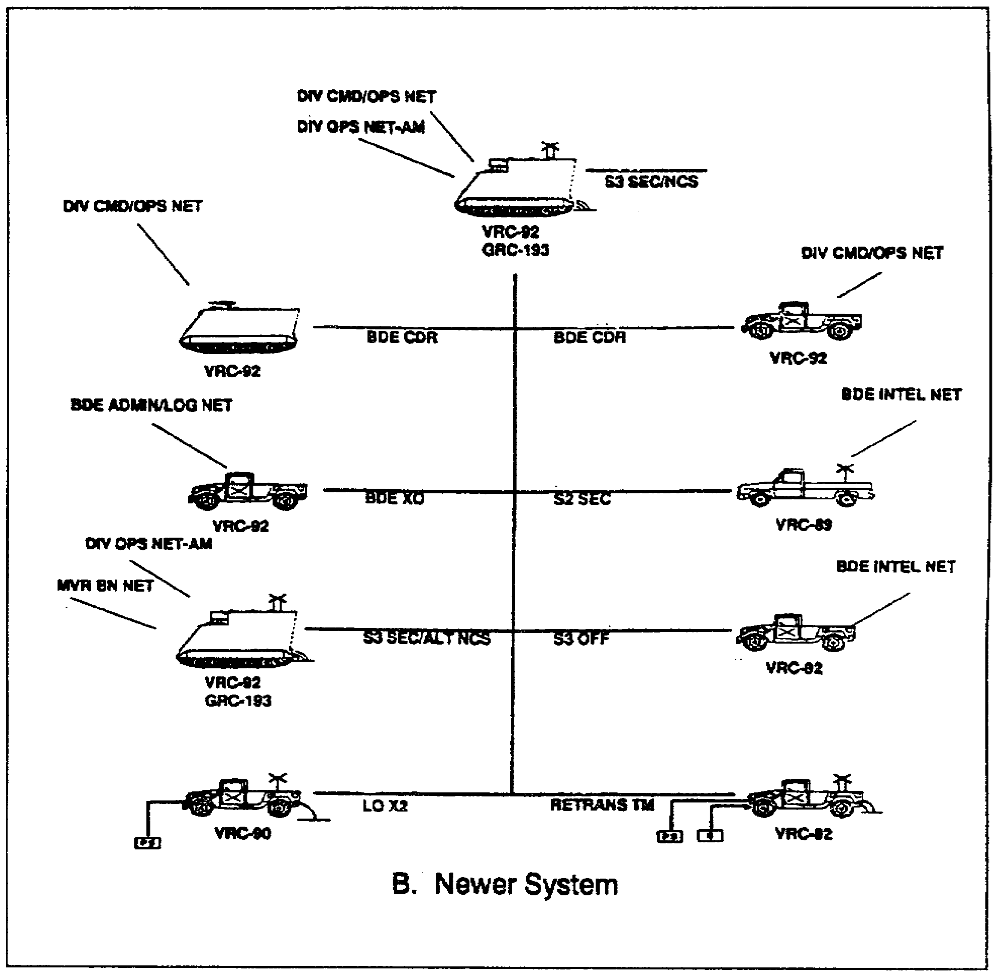 DIV CMD/OPS NET
DIV OPS NET-AM
S3 SEC/NCS
VRC-92
GRC-193
DIV CMD/OPS NET
DIV CMD/OPS NET
BDE CDR
BDE CDR
VRC-92
VRC-92
BDE ADMIN/LOG NET
BDE INTEL NET
BDE XO
S2 SEC
VRC-92
VRC-89
DIV OPS NET-AM
MVR BN NET
BDE INTEL NET
S3 SEC/ALT NCS
S3 OFF
VRC-92
GRC-193
VRC-92
LO X2
RETRANS TM
VRC-90
VRC-92
B. Newer System